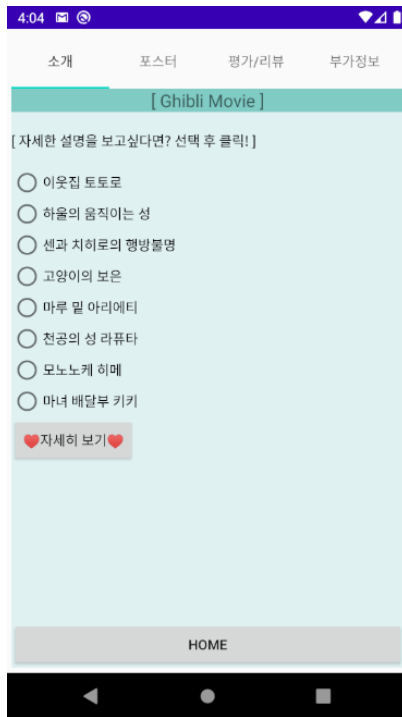 4:04
소개 포스터 평가/리뷰 부가정보
[ Ghibli Movie ]
[ 자세한 설명을 보고싶다면? 선택 후 클릭! ]
이웃집 토토로
하울의 움직이는 성
센과 치히로의 행방불명
고양이의 보은
마루 밑 아리에티
천공의 성 라퓨타
모노노케 히메
마녀 배달부 키키
♥자세히 보기♥
HOME